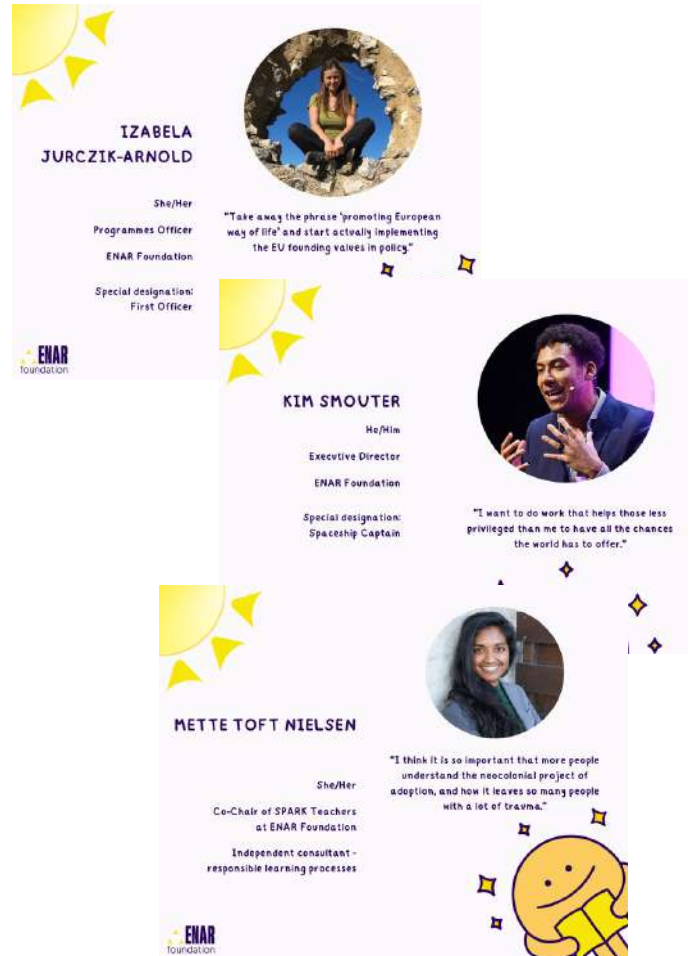 IZABELA
JURCZIK-ARNOLD
She/Her
Programmes Officer
ENAR Foundation
Special designation:
First Officer
"Take away the phrase 'promoting European
way of life' and start actually implementing
the EU founding values in policy."
ENAR
foundation
KIM SMOUTER
He/Him
Executive Director
ENAR Foundation
Special designation:
Spaceship Captain
"I want to do work that helps those less
privileged than me to have all the chances
the world has to offer."
METTE TOFT NIELSEN
She/Her
Co-Chair of SPARK Teachers
at ENAR Foundation
Independent consultant -
responsible learning processes
"I think it is so important that more people
understand the neocolonial project of
adoption, and how it leaves so many people
with a lot of trauma."
ENAR
foundation